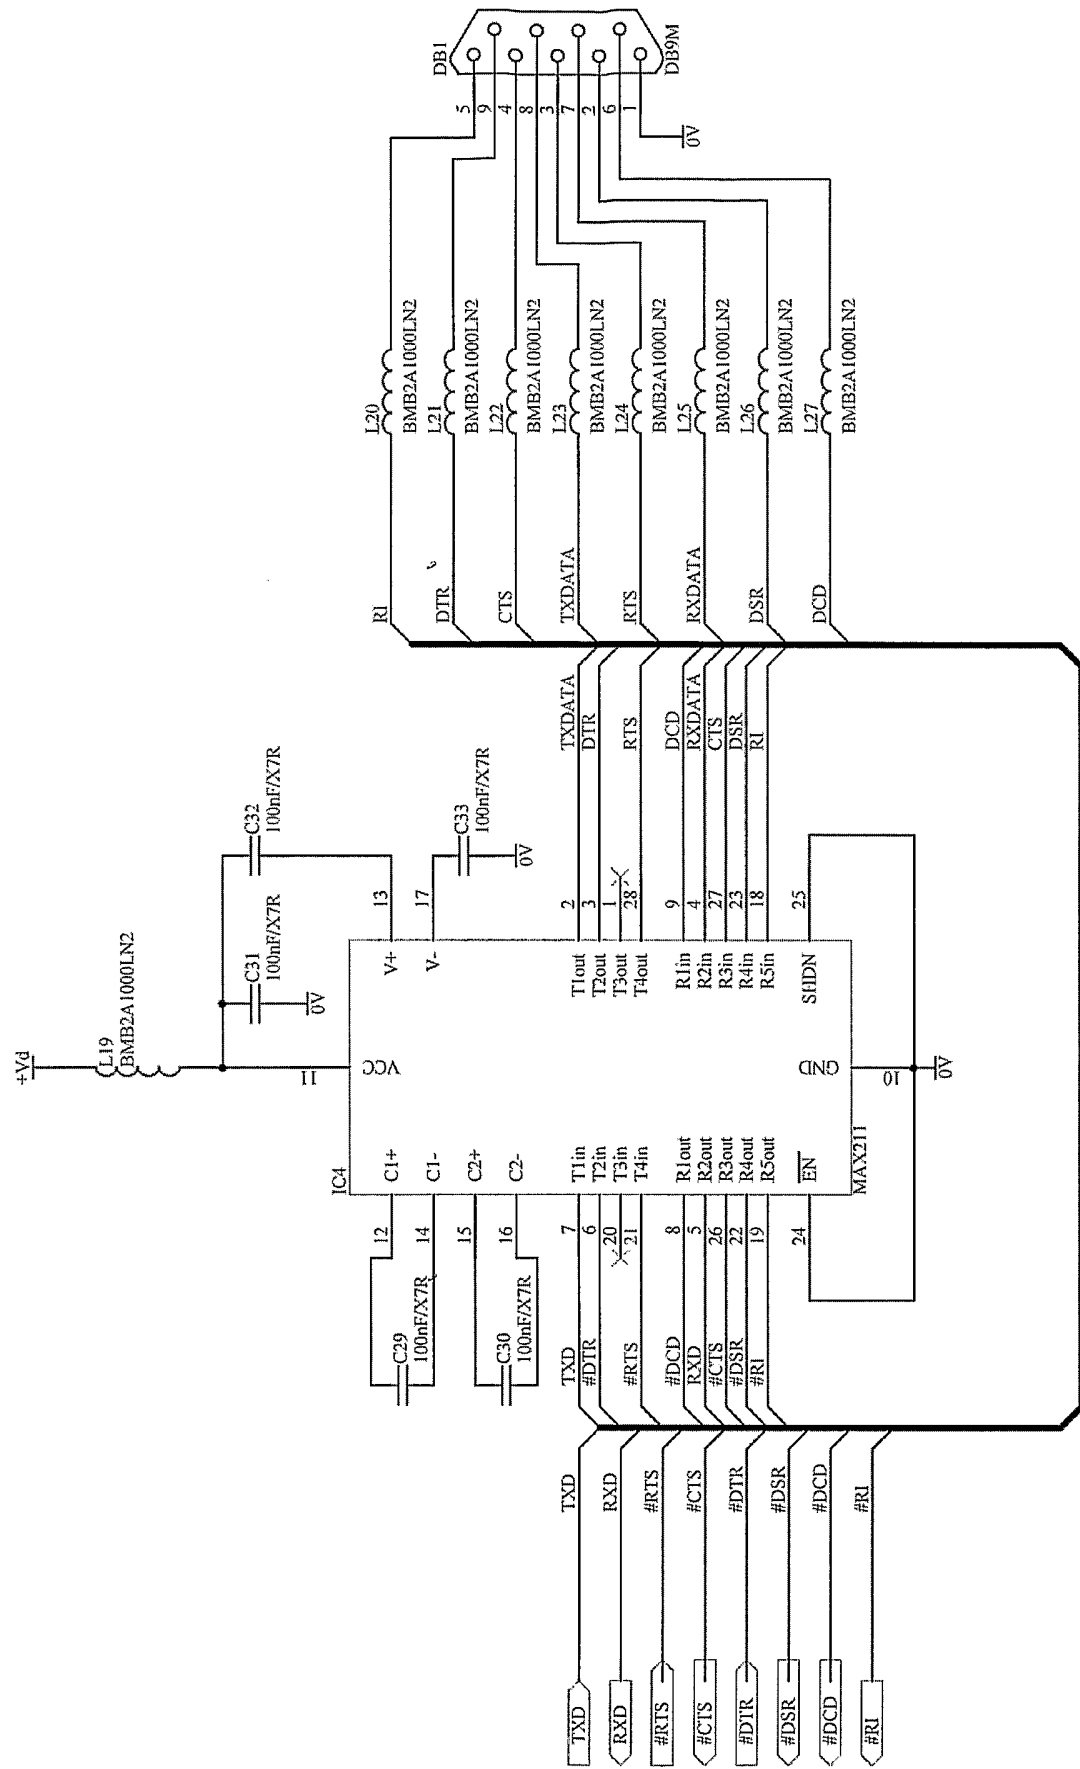 +Vd
L19
BMB2A1000LN2
C31
100nF/X7R
0V
C32
100nF/X7R
C33
100nF/X7R
0V
11
13
17
IC4
VCC
C1+
C1-
C2+
C2-
V+
V-
12
14
15
16
C29
100nF/X7R
C30
100nF/X7R
T1in
T2in
T3in
T4in
R1out
R2out
R3out
R4out
R5out
EN
7
6
20
21
8
5
26
22
19
24
T1out
T2out
T3out
T4out
R1in
R2in
R3in
R4in
R5in
SHDN
2
3
1
28
9
4
27
23
18
25
GND
10
0V
MAX211
TXD
#DTR
#RTS
#DCD
RXD
#CTS
#DSR
#RI
TXD
RXD
#RTS
#CTS
#DTR
#DSR
#DCD
#RI
TXD
RXD
#RTS
#CTS
#DTR
#DSR
#DCD
#RI
TXDATA
DTR
RTS
DCD
RXDATA
CTS
DSR
RI
RI
DTR
CTS
TXDATA
RTS
RXDATA
DSR
DCD
L20
BMB2A1000LN2
L21
BMB2A1000LN2
L22
BMB2A1000LN2
L23
BMB2A1000LN2
L24
BMB2A1000LN2
L25
BMB2A1000LN2
L26
BMB2A1000LN2
L27
BMB2A1000LN2
DB1
5
9
4
8
3
7
2
6
1
0V
DB9M